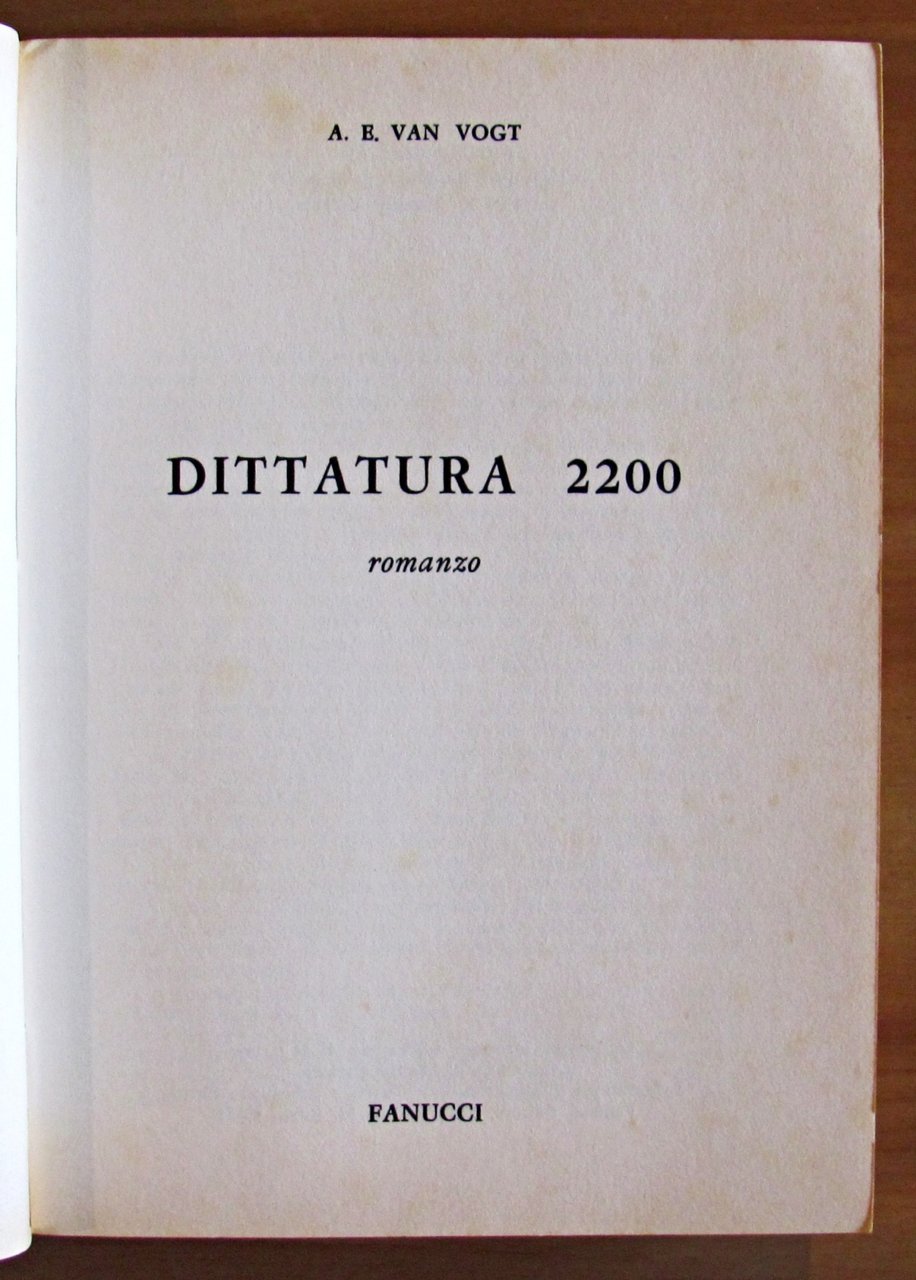 A. E. VAN VOGT
DITTATURA 2200
romanzo
FANUCCI